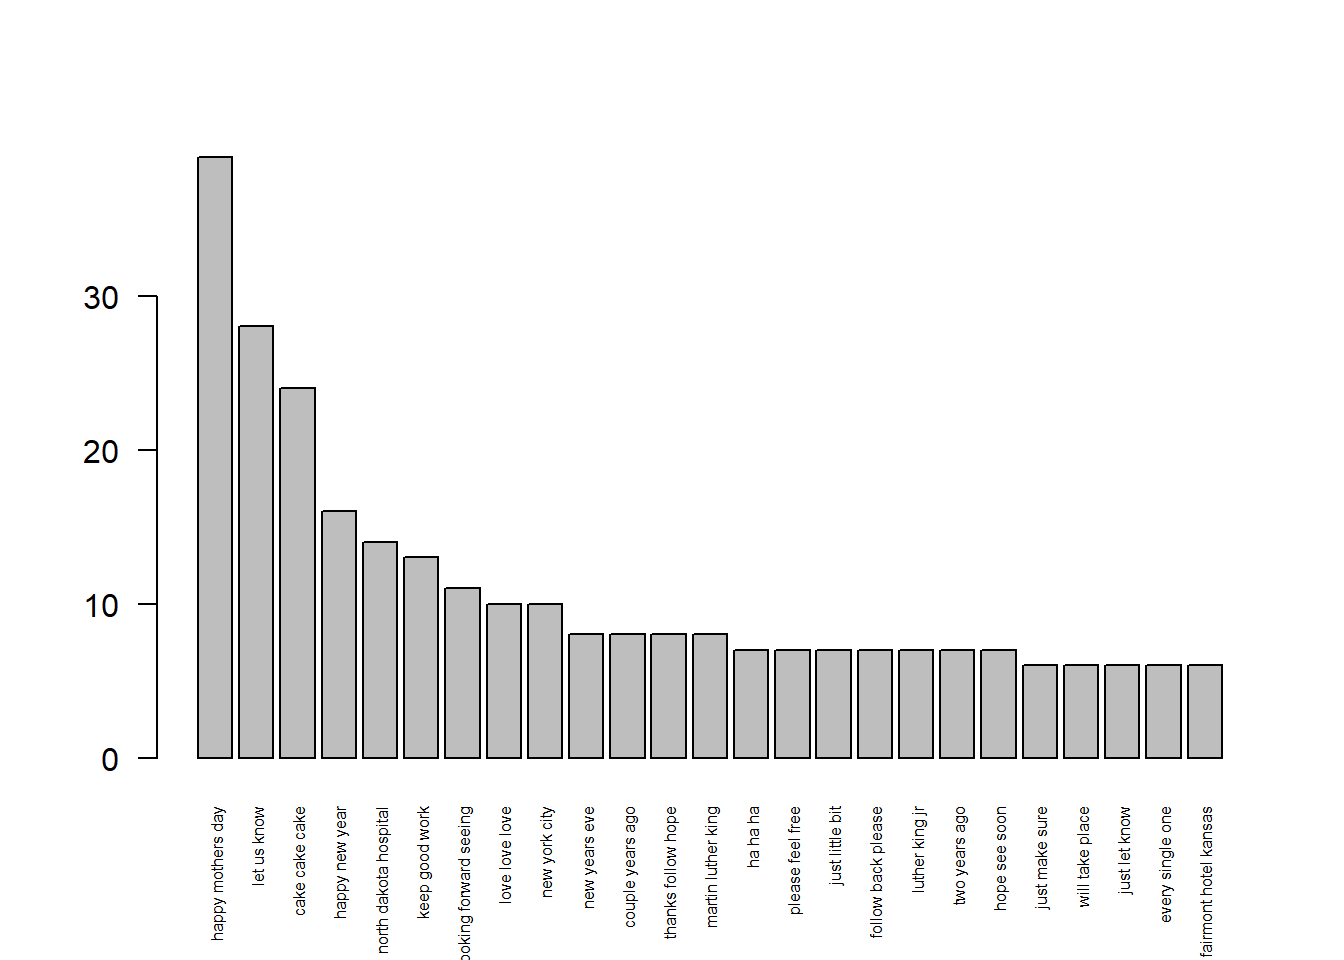 30
20
10
0
happy mothers day
let us know
cake cake cake
happy new year
north dakota hospital
keep good work
ooking forward seeing
love love love
new york city
new years eve
couple years ago
thanks follow hope
martin luther king
ha ha ha
please feel free
just little bit
follow back please
luther king jr
two years ago
hope see soon
just make sure
will take place
just let know
every single one
fairmont hotel kansas